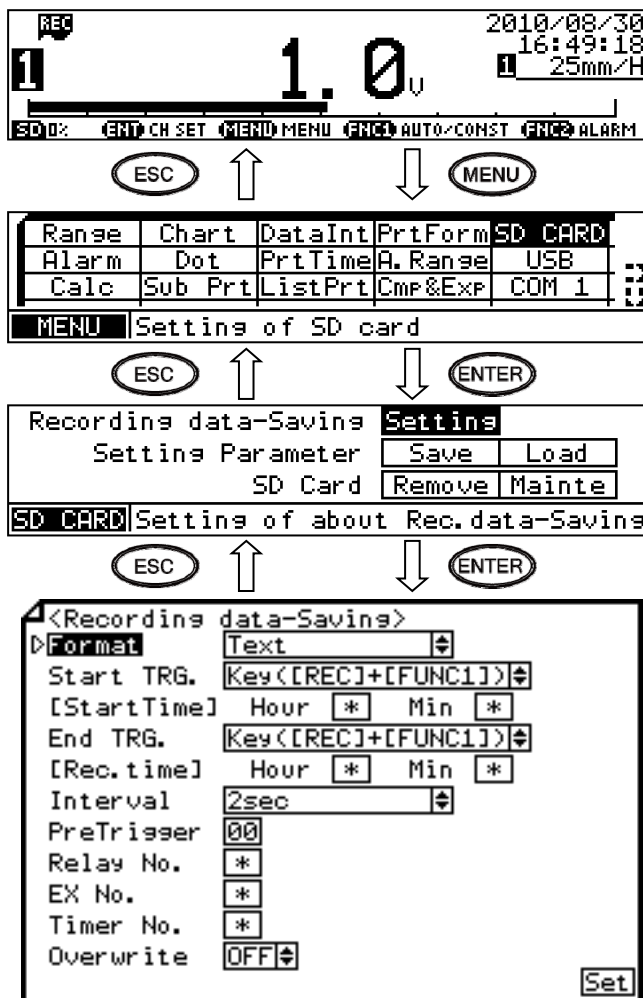 REC 2010/08/30
16:49:18
1 1.0V 1 25mm/H
SD 0% ENT CH SET MENU MENU FNC1 AUTO/CONST FNC2 ALARM
ESC MENU
Range Chart DataInt PrtForm SD CARD
Alarm Dot PrtTime A.Range USB
Calc Sub Prt ListPrt Cmp&Exp COM 1
MENU Setting of SD card
ESC ENTER
Recording data-Saving Setting
Setting Parameter Save Load
SD Card Remove Mainte
SD CARD Setting of about Rec.data-Saving
ESC ENTER
<Recording data-Saving>
Format Text
Start TRG. Key([REC]+[FUNC1])
[StartTime] Hour * Min *
End TRG. Key([REC]+[FUNC1])
[Rec.time] Hour * Min *
Interval 2sec
PreTrigger 00
Relay No. *
EX No. *
Timer No. *
Overwrite OFF
Set